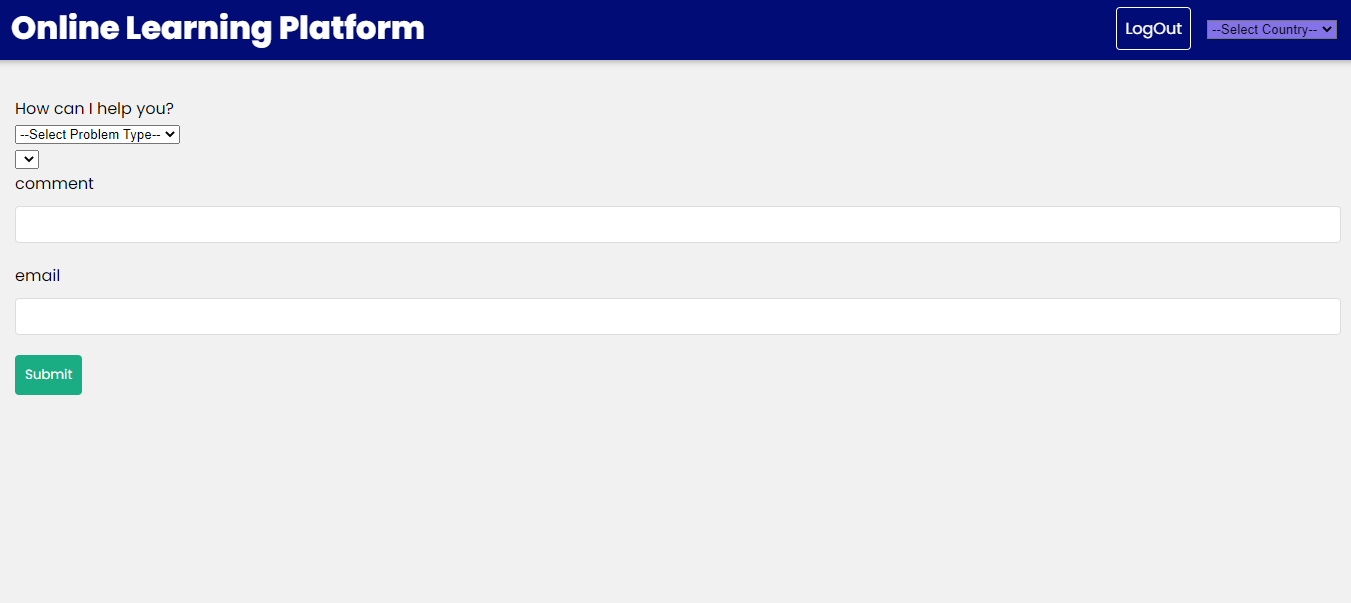 Online Learning Platform
LogOut
--Select Country--
How can I help you?
--Select Problem Type--
comment
email
Submit